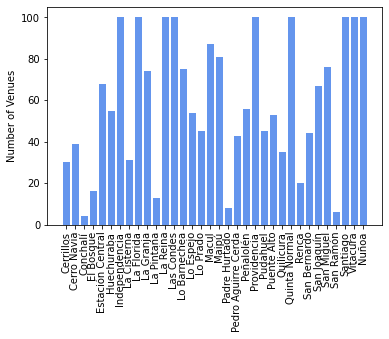 Number of Venues
100
80
60
40
20
0
Cerrillos
Cerro Navia
Conchalí
El Bosque
Estación Central
Huechuraba
Independencia
La Cisterna
La Florida
La Granja
La Pintana
La Reina
Las Condes
Lo Barnechea
Lo Espejo
Lo Prado
Macul
Maipú
Padre Hurtado
Pedro Aguirre Cerda
Peñalolén
Providencia
Pudahuel
Puente Alto
Quilicura
Quinta Normal
Renca
San Bernardo
San Joaquín
San Miguel
San Ramón
Santiago
Vitacura
Ñuñoa